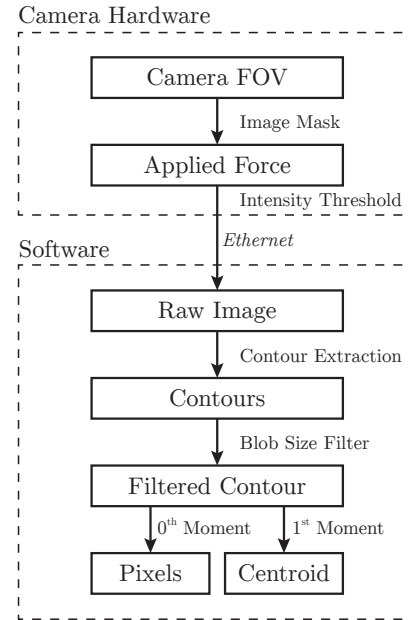 Camera Hardware
Camera FOV
Image Mask
Applied Force
Intensity Threshold
Ethernet
Software
Raw Image
Contour Extraction
Contours
Blob Size Filter
Filtered Contour
0th Moment
1st Moment
Pixels
Centroid